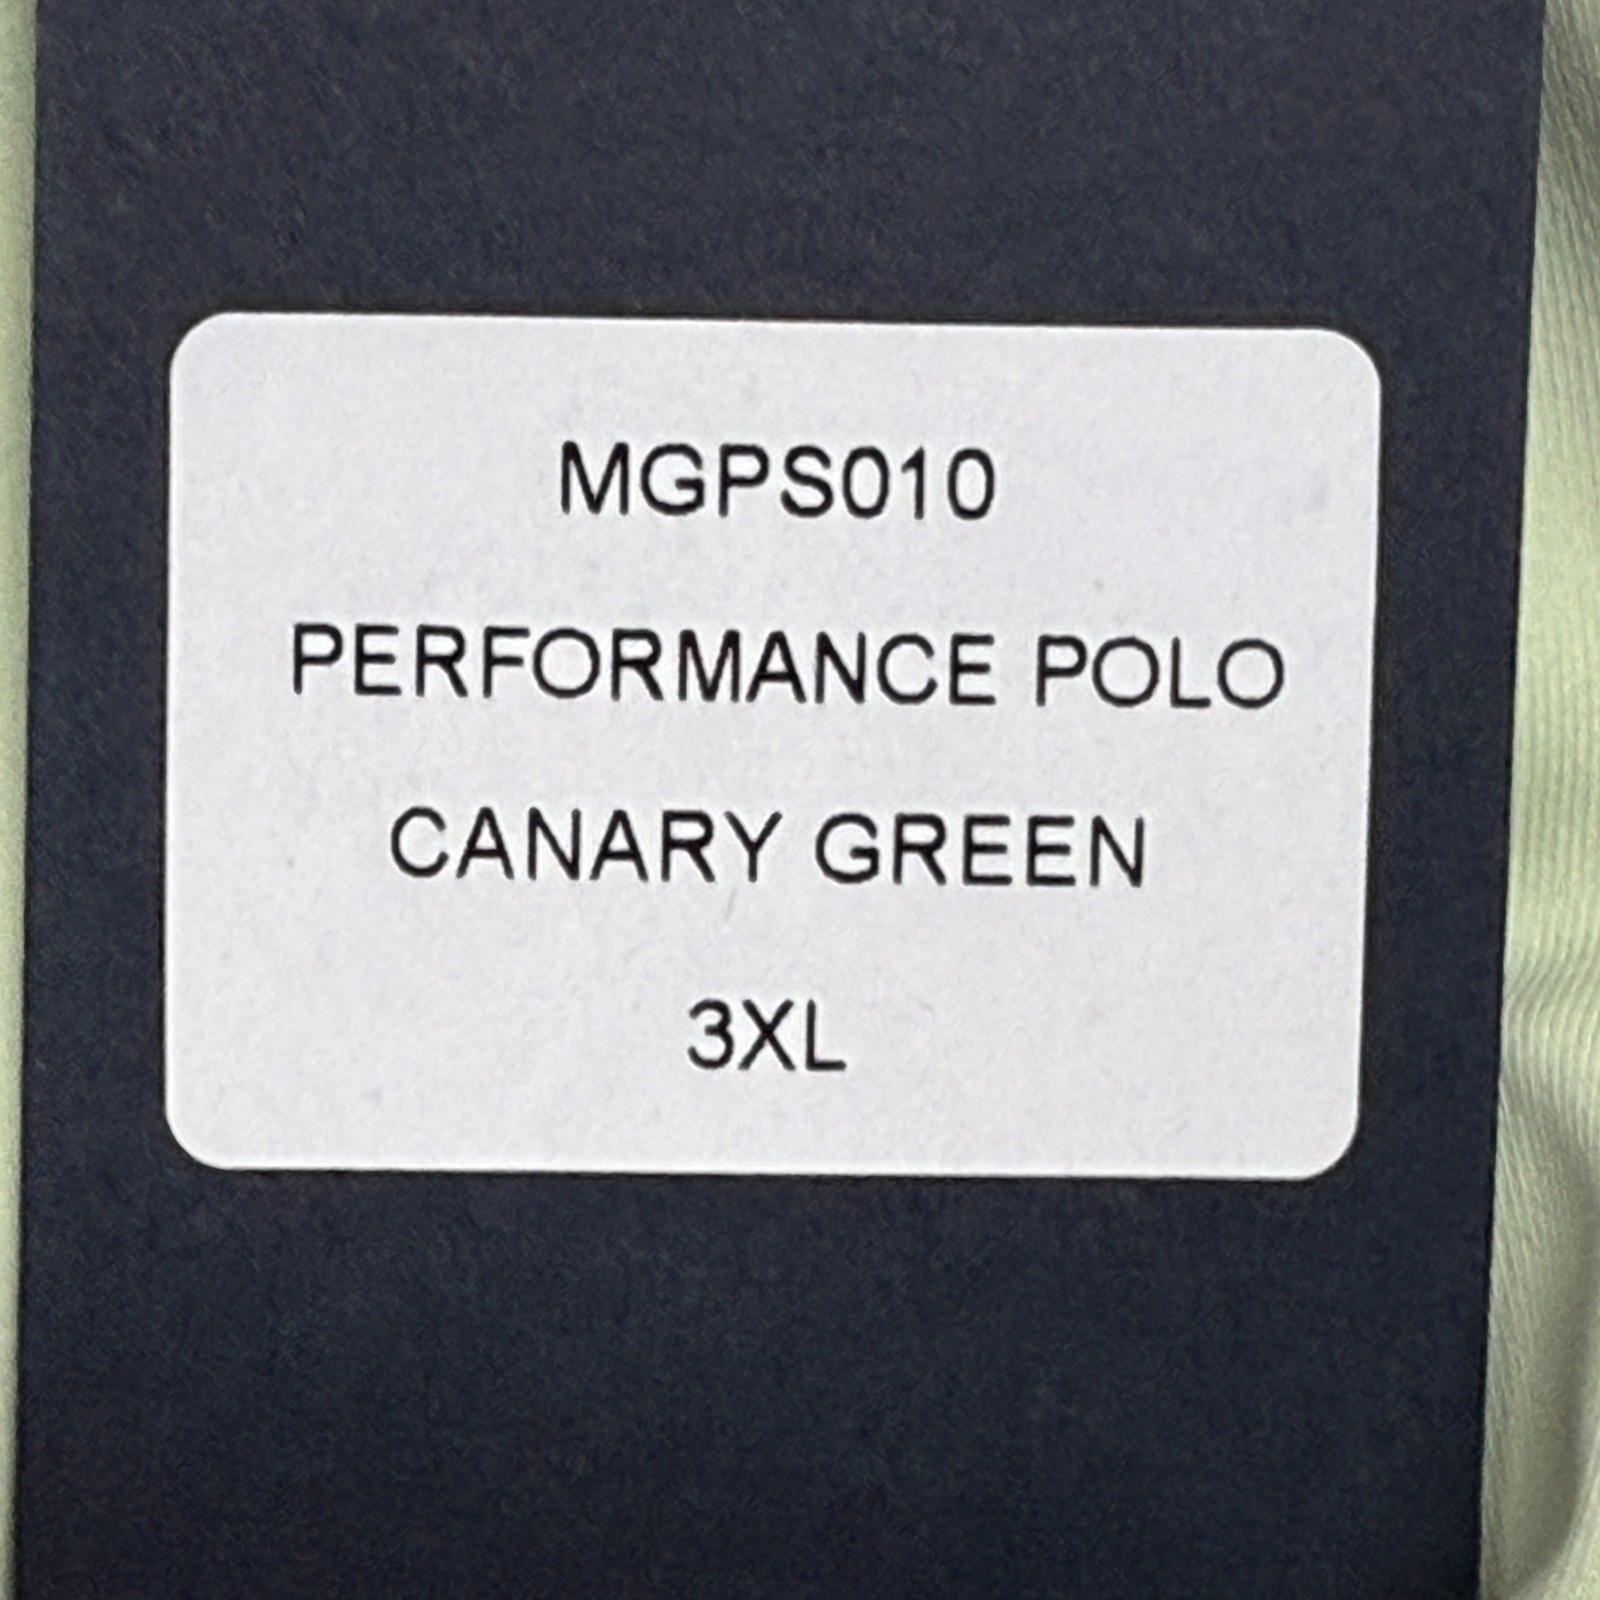 MGPS010
PERFORMANCE POLO
CANARY GREEN
3XL